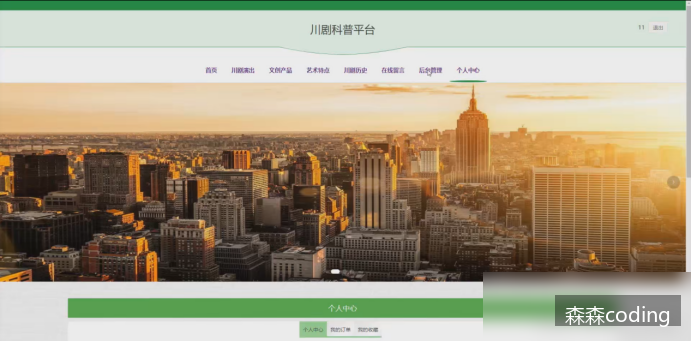 川剧科普平台
11 退出
首页 川剧演出 文创产品 艺术特点 川剧历史 在线留言 后台管理 个人中心
个人中心
个人中心 我的订单 我的收藏
森森coding